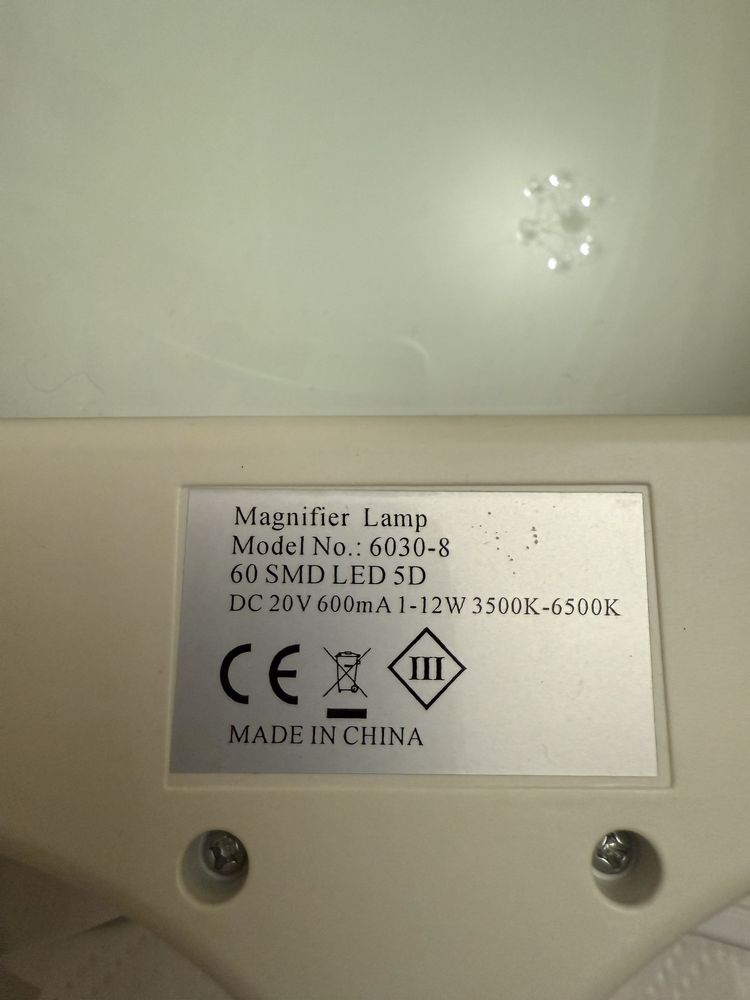 Magnifier Lamp
Model No.: 6030-8
60 SMD LED 5D
DC 20V 600mA 1-12W 3500K-6500K
CE III
MADE IN CHINA